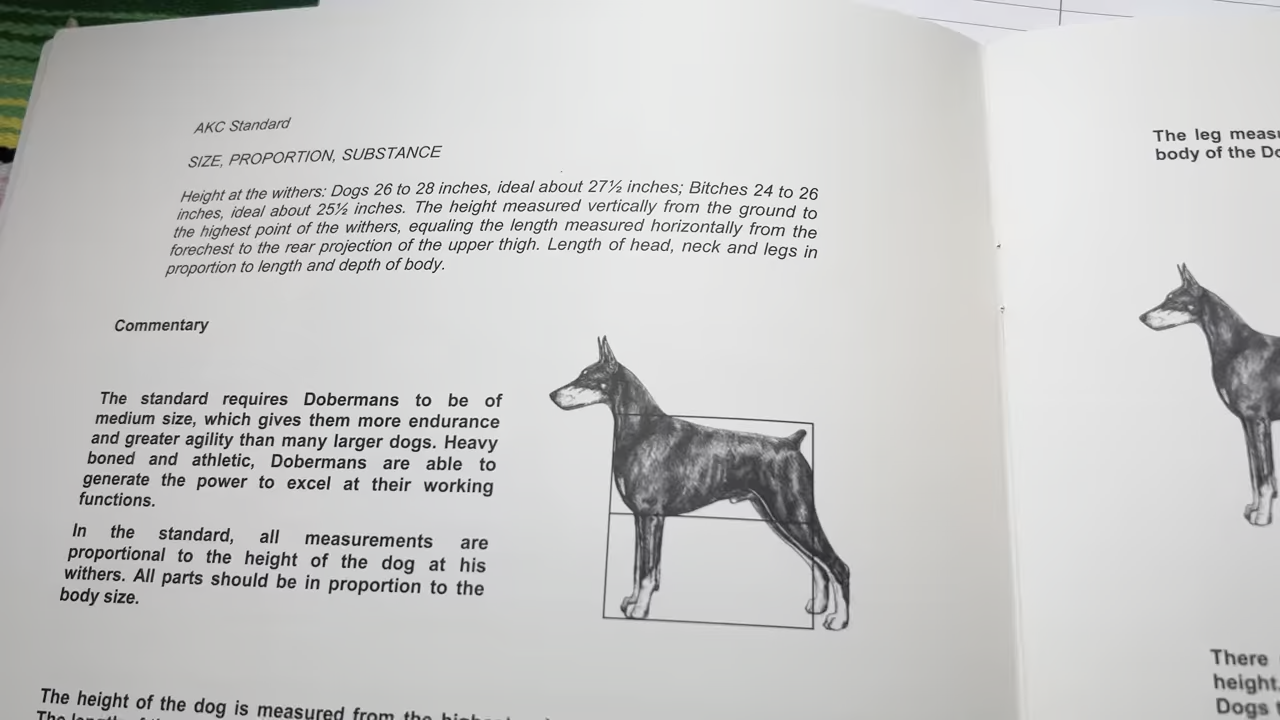 AKC Standard
SIZE, PROPORTION, SUBSTANCE
Height at the withers: Dogs 26 to 28 inches, ideal about 27½ inches; Bitches 24 to 26
inches, ideal about 25½ inches. The height measured vertically from the ground to
the highest point of the withers, equaling the length measured horizontally from the
forechest to the rear projection of the upper thigh. Length of head, neck and legs in
proportion to length and depth of body.
Commentary
The standard requires Dobermans to be of
medium size, which gives them more endurance
and greater agility than many larger dogs. Heavy
boned and athletic, Dobermans are able to
generate the power to excel at their working
functions.
In the standard, all measurements are
proportional to the height of the dog at his
withers. All parts should be in proportion to the
body size.
The height of the dog is measured from the
The length of
The leg
body of the
There
height.
Dogs